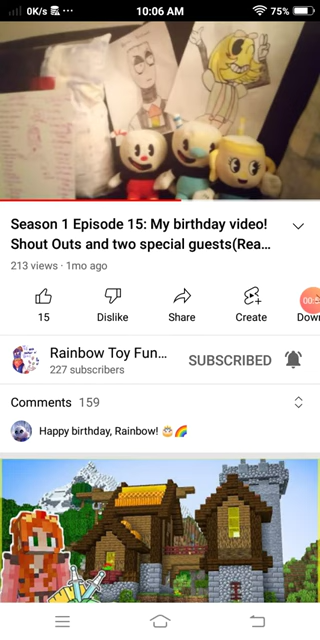 0K/s ... 10:06 AM 75%
Season 1 Episode 15: My birthday video!
Shout Outs and two special guests(Rea...
213 views · 1mo ago
15 Dislike Share Create Down
Rainbow Toy Fun... SUBSCRIBED
227 subscribers
Comments 159
Happy birthday, Rainbow! 🎂🌈